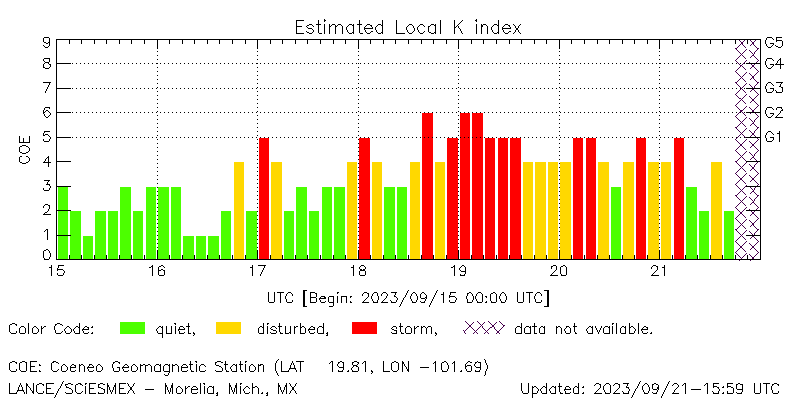 Estimated Local K index
9 G5
8 G4
7 G3
6 G2
5 G1
4
3
2
1
0
COE
15 16 17 18 19 20 21
UTC [Begin: 2023/09/15 00:00 UTC]
Color Code: quiet, disturbed, storm, data not available.
COE: Coeneo Geomagnetic Station (LAT 19.81, LON -101.69)
LANCE/SCiESMEX - Morelia, Mich., MX Updated: 2023/09/21-15:59 UTC